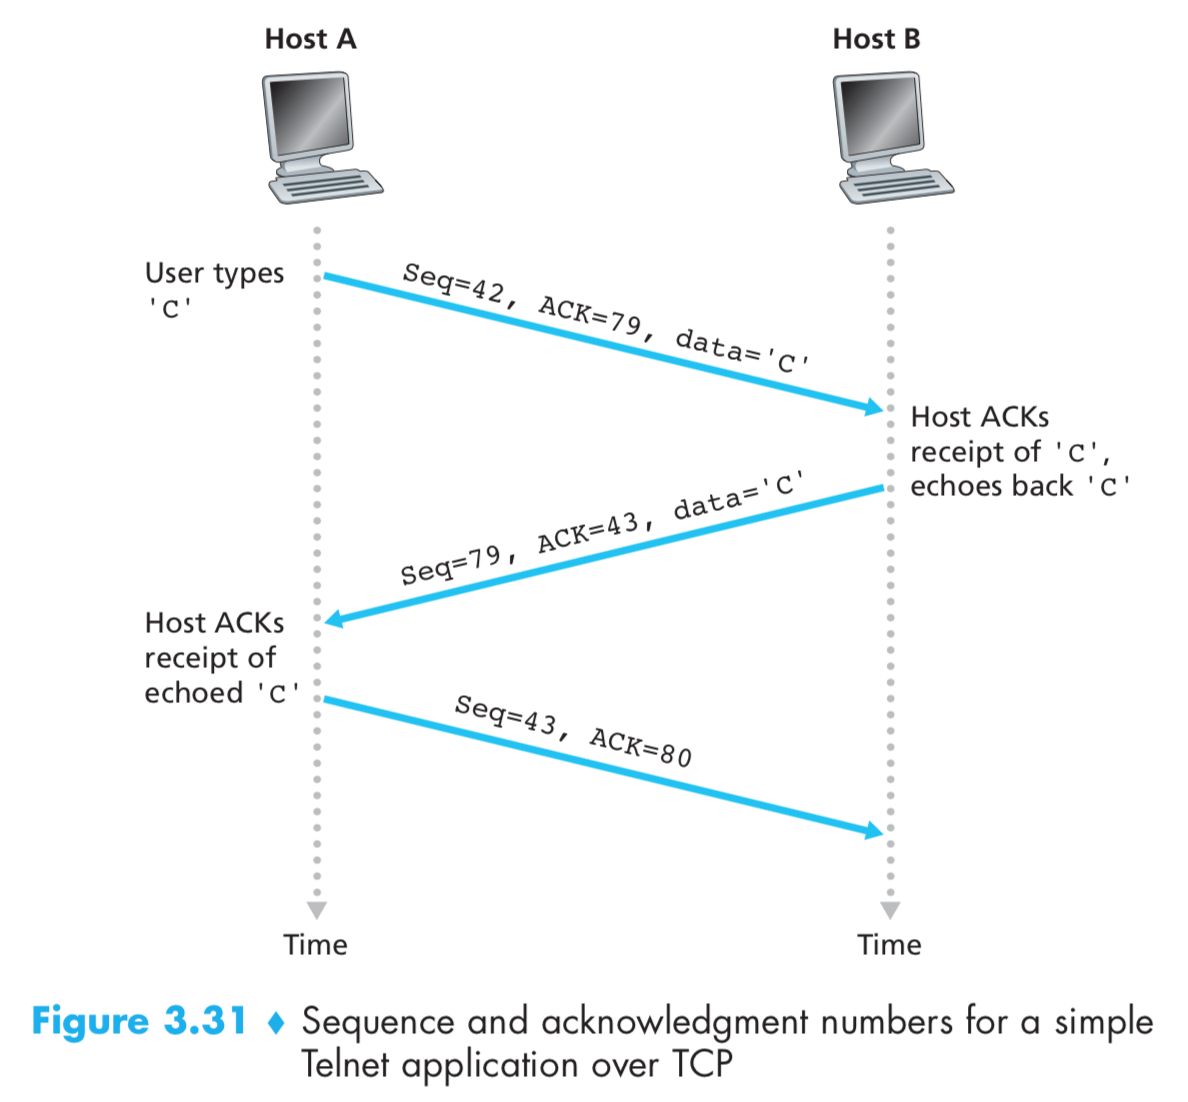 Host A
Host B
User types
'C'
Seq=42, ACK=79, data='C'
Host ACKs
receipt of 'C',
echoes back 'C'
Seq=79, ACK=43, data='C'
Host ACKs
receipt of
echoed 'C'
Seq=43, ACK=80
Time
Time
Figure 3.31 ♦ Sequence and acknowledgment numbers for a simple
Telnet application over TCP